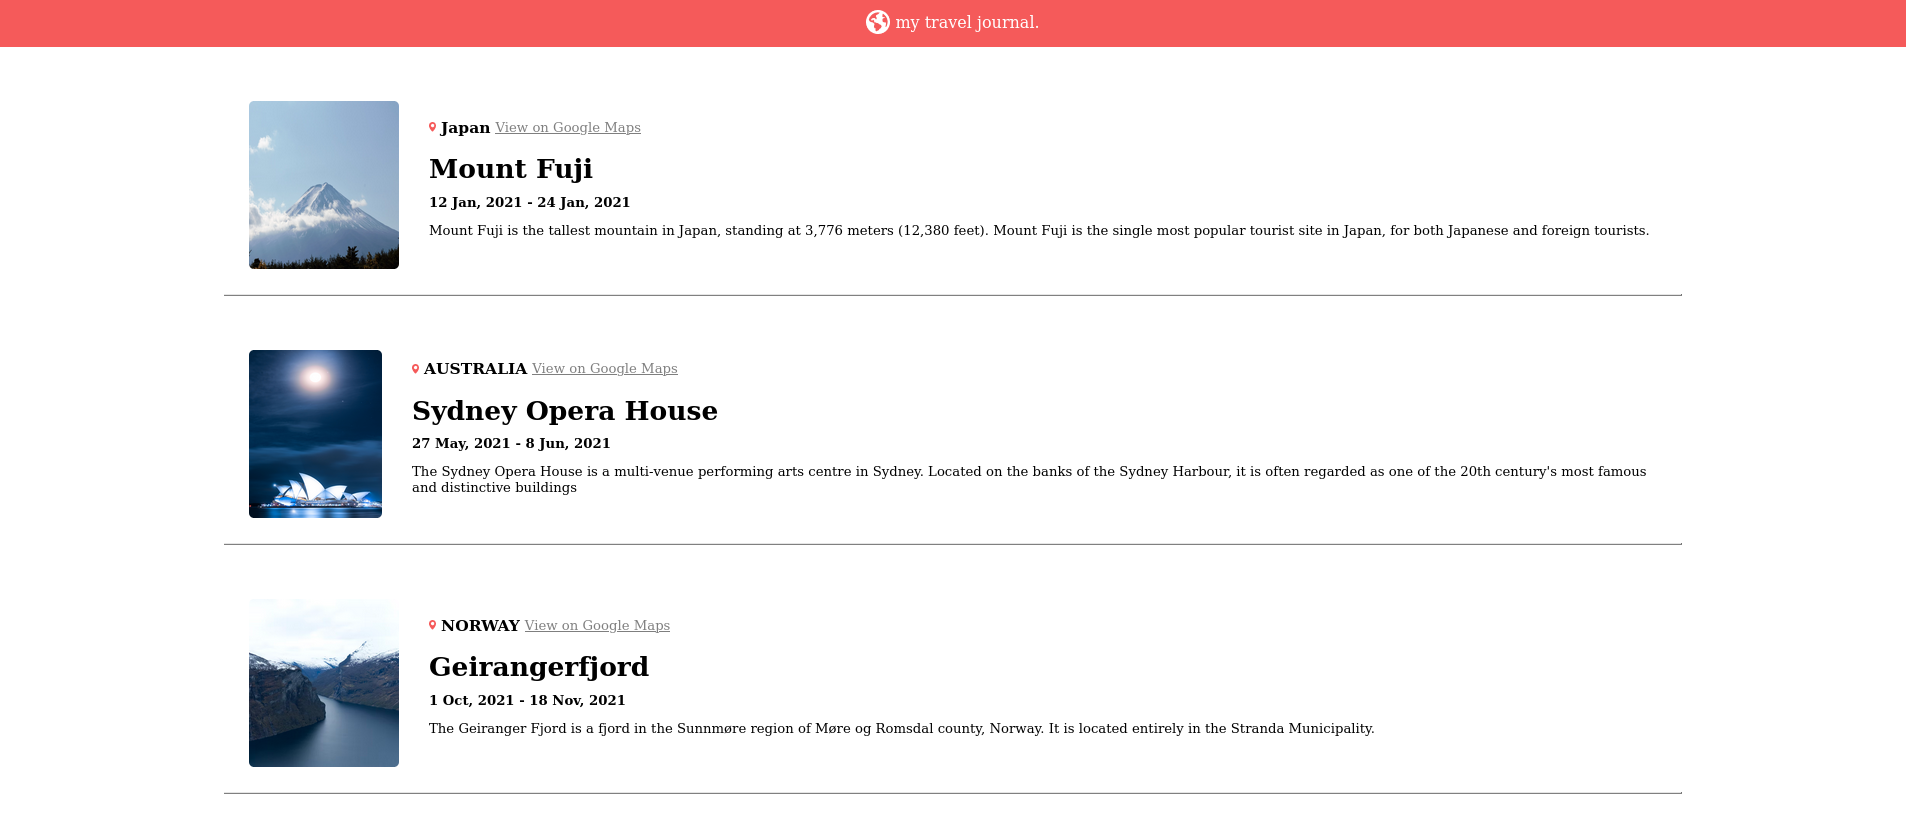 my travel journal.
Japan View on Google Maps
Mount Fuji
12 Jan, 2021 - 24 Jan, 2021
Mount Fuji is the tallest mountain in Japan, standing at 3,776 meters (12,380 feet). Mount Fuji is the single most popular tourist site in Japan, for both Japanese and foreign tourists.
AUSTRALIA View on Google Maps
Sydney Opera House
27 May, 2021 - 8 Jun, 2021
The Sydney Opera House is a multi-venue performing arts centre in Sydney. Located on the banks of the Sydney Harbour, it is often regarded as one of the 20th century's most famous
and distinctive buildings
NORWAY View on Google Maps
Geirangerfjord
1 Oct, 2021 - 18 Nov, 2021
The Geiranger Fjord is a fjord in the Sunnmøre region of Møre og Romsdal county, Norway. It is located entirely in the Stranda Municipality.